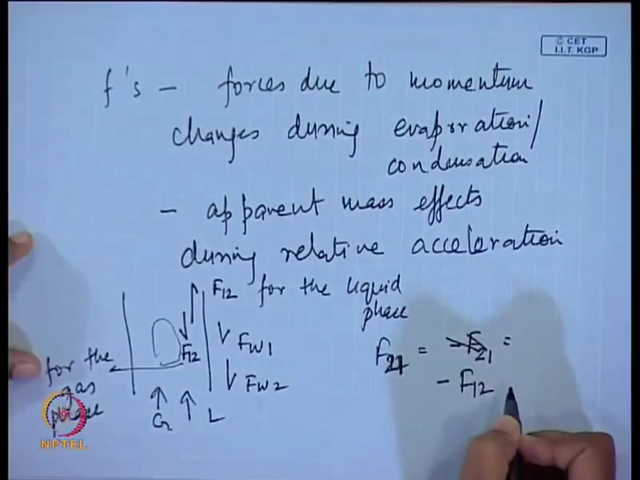 © CET
I.I.T. KGP
f's – forces due to momentum
changes during evaporation/
condensation
– apparent mass effects
during relative acceleration
F12 for the liquid
phase
for the
gas
phase
F12
FW1
FW2
G
L
F21 = – F21 =
– F12
NPTEL